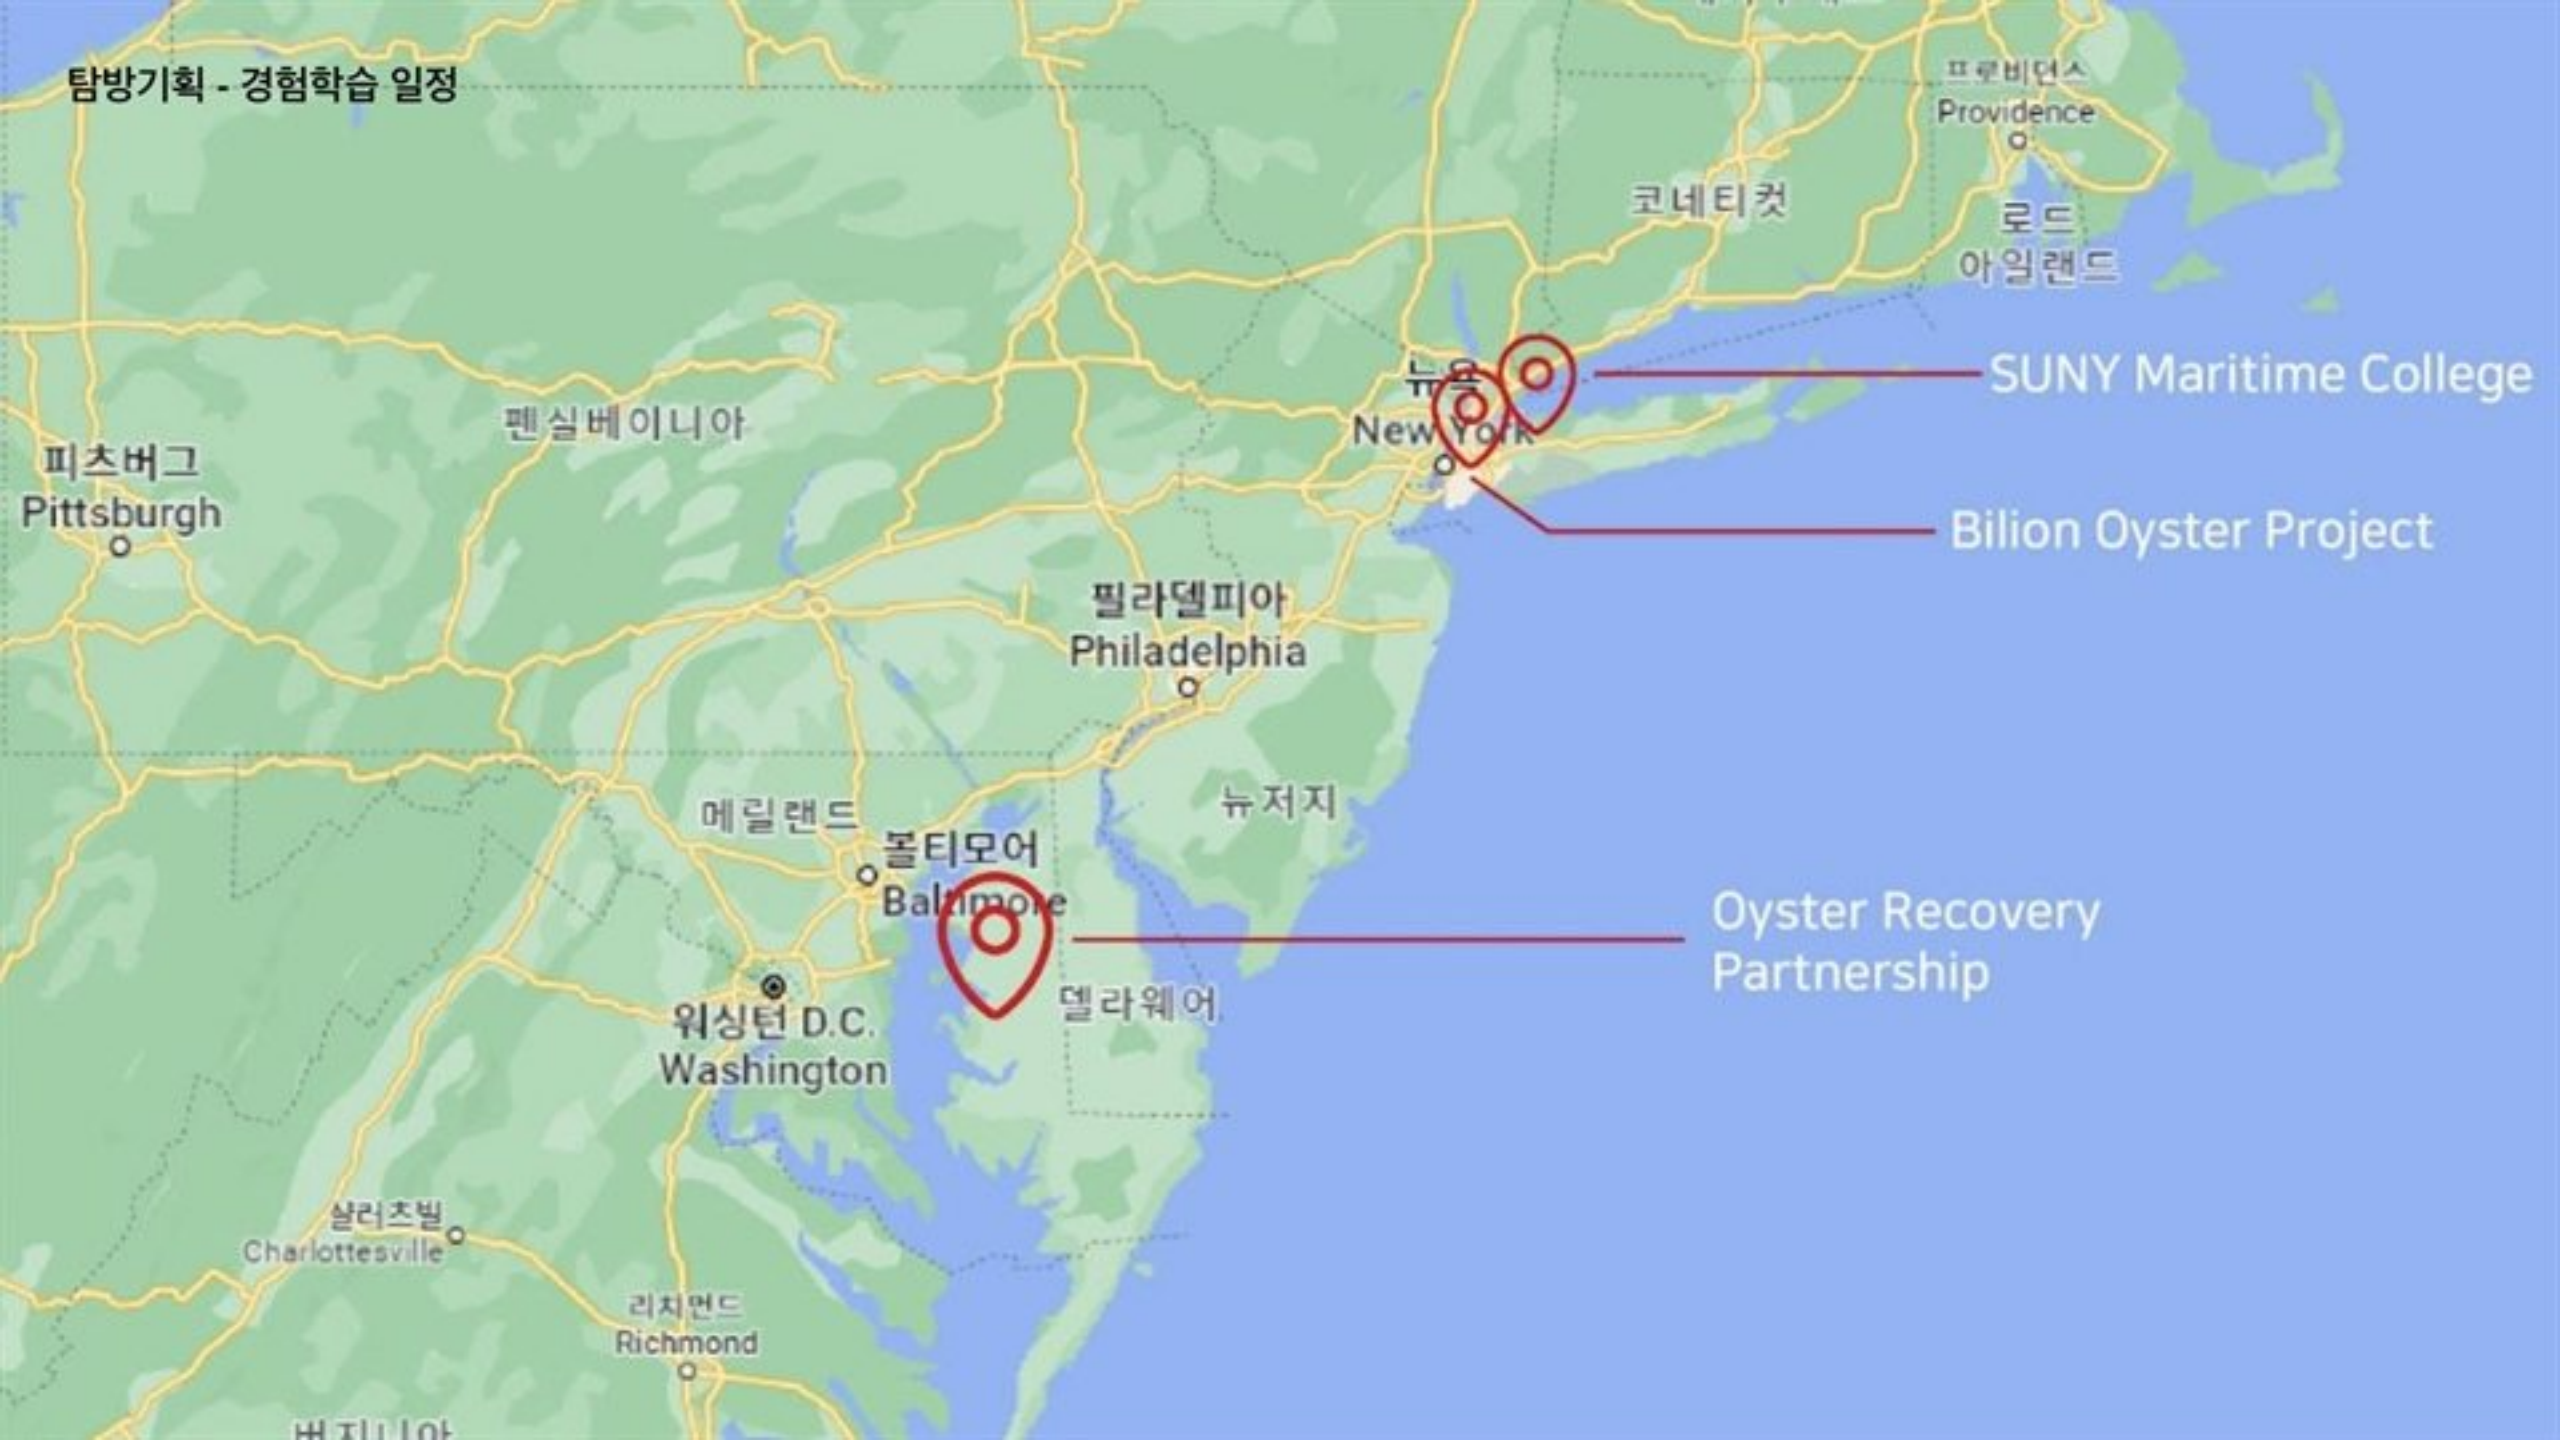 탐방기획 - 경험학습 일정
프로비던스
Providence
코네티컷
로드
아일랜드
SUNY Maritime College
뉴욕
New York
펜실베이니아
피츠버그
Pittsburgh
Bilion Oyster Project
필라델피아
Philadelphia
뉴저지
메릴랜드
볼티모어
Baltimore
Oyster Recovery
Partnership
델라웨어
워싱턴 D.C.
Washington
샬러츠빌
Charlottesville
리치먼드
Richmond
버지니아